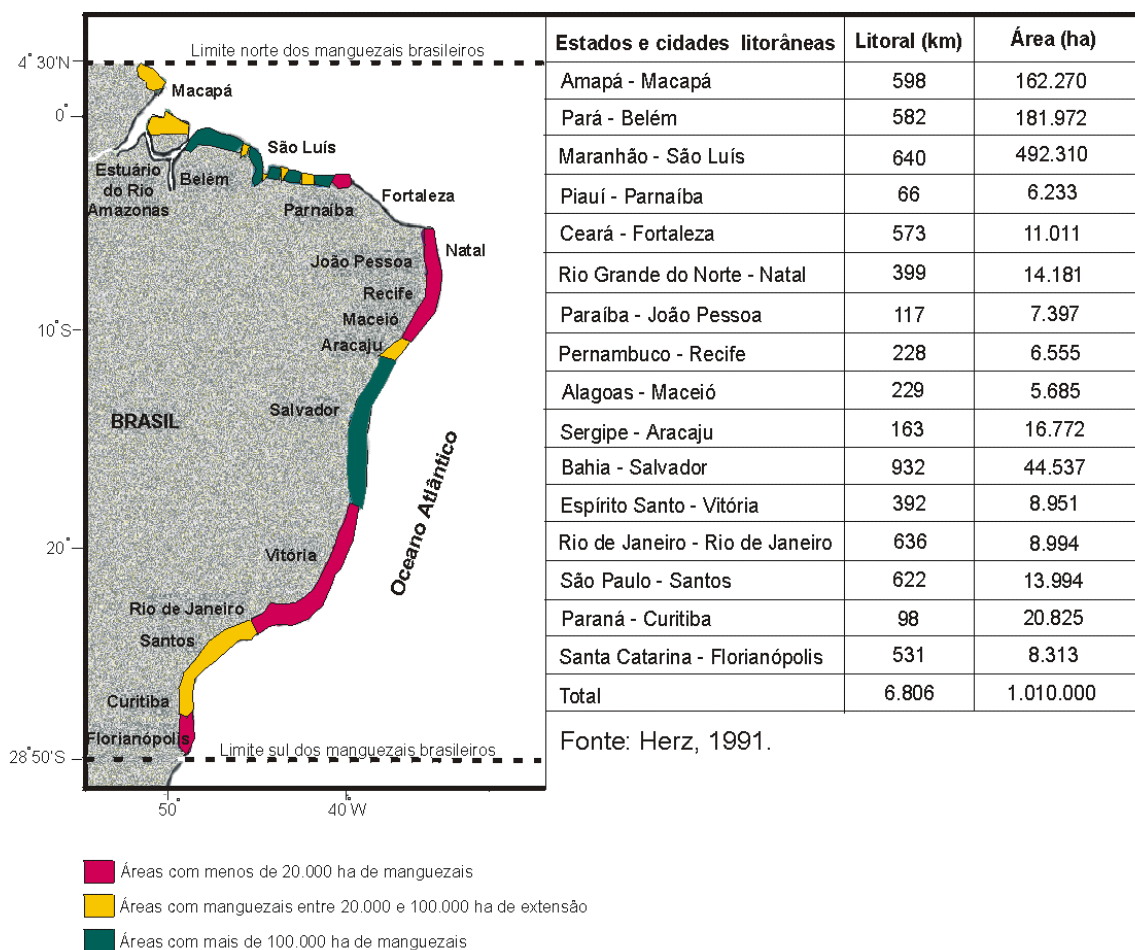 Limite norte dos manguezais brasileiros
4°30'N
Macapá
0°
São Luís
Estuário
do Rio
Amazonas
Belém
Parnaíba
Fortaleza
Natal
João Pessoa
Recife
Maceió
10°S
Aracaju
Salvador
BRASIL
Oceano Atlântico
20°
Vitória
Rio de Janeiro
Santos
Curitiba
Florianópolis
Limite sul dos manguezais brasileiros
28°50'S
50°
40°W
Estados e cidades litorâneas Litoral (km) Área (ha)
Amapá - Macapá 598 162.270
Pará - Belém 582 181.972
Maranhão - São Luís 640 492.310
Piauí - Parnaíba 66 6.233
Ceará - Fortaleza 573 11.011
Rio Grande do Norte - Natal 399 14.181
Paraíba - João Pessoa 117 7.397
Pernambuco - Recife 228 6.555
Alagoas - Maceió 229 5.685
Sergipe - Aracaju 163 16.772
Bahia - Salvador 932 44.537
Espírito Santo - Vitória 392 8.951
Rio de Janeiro - Rio de Janeiro 636 8.994
São Paulo - Santos 622 13.994
Paraná - Curitiba 98 20.825
Santa Catarina - Florianópolis 531 8.313
Total 6.806 1.010.000
Fonte: Herz, 1991.
Áreas com menos de 20.000 ha de manguezais
Áreas com manguezais entre 20.000 e 100.000 ha de extensão
Áreas com mais de 100.000 ha de manguezais